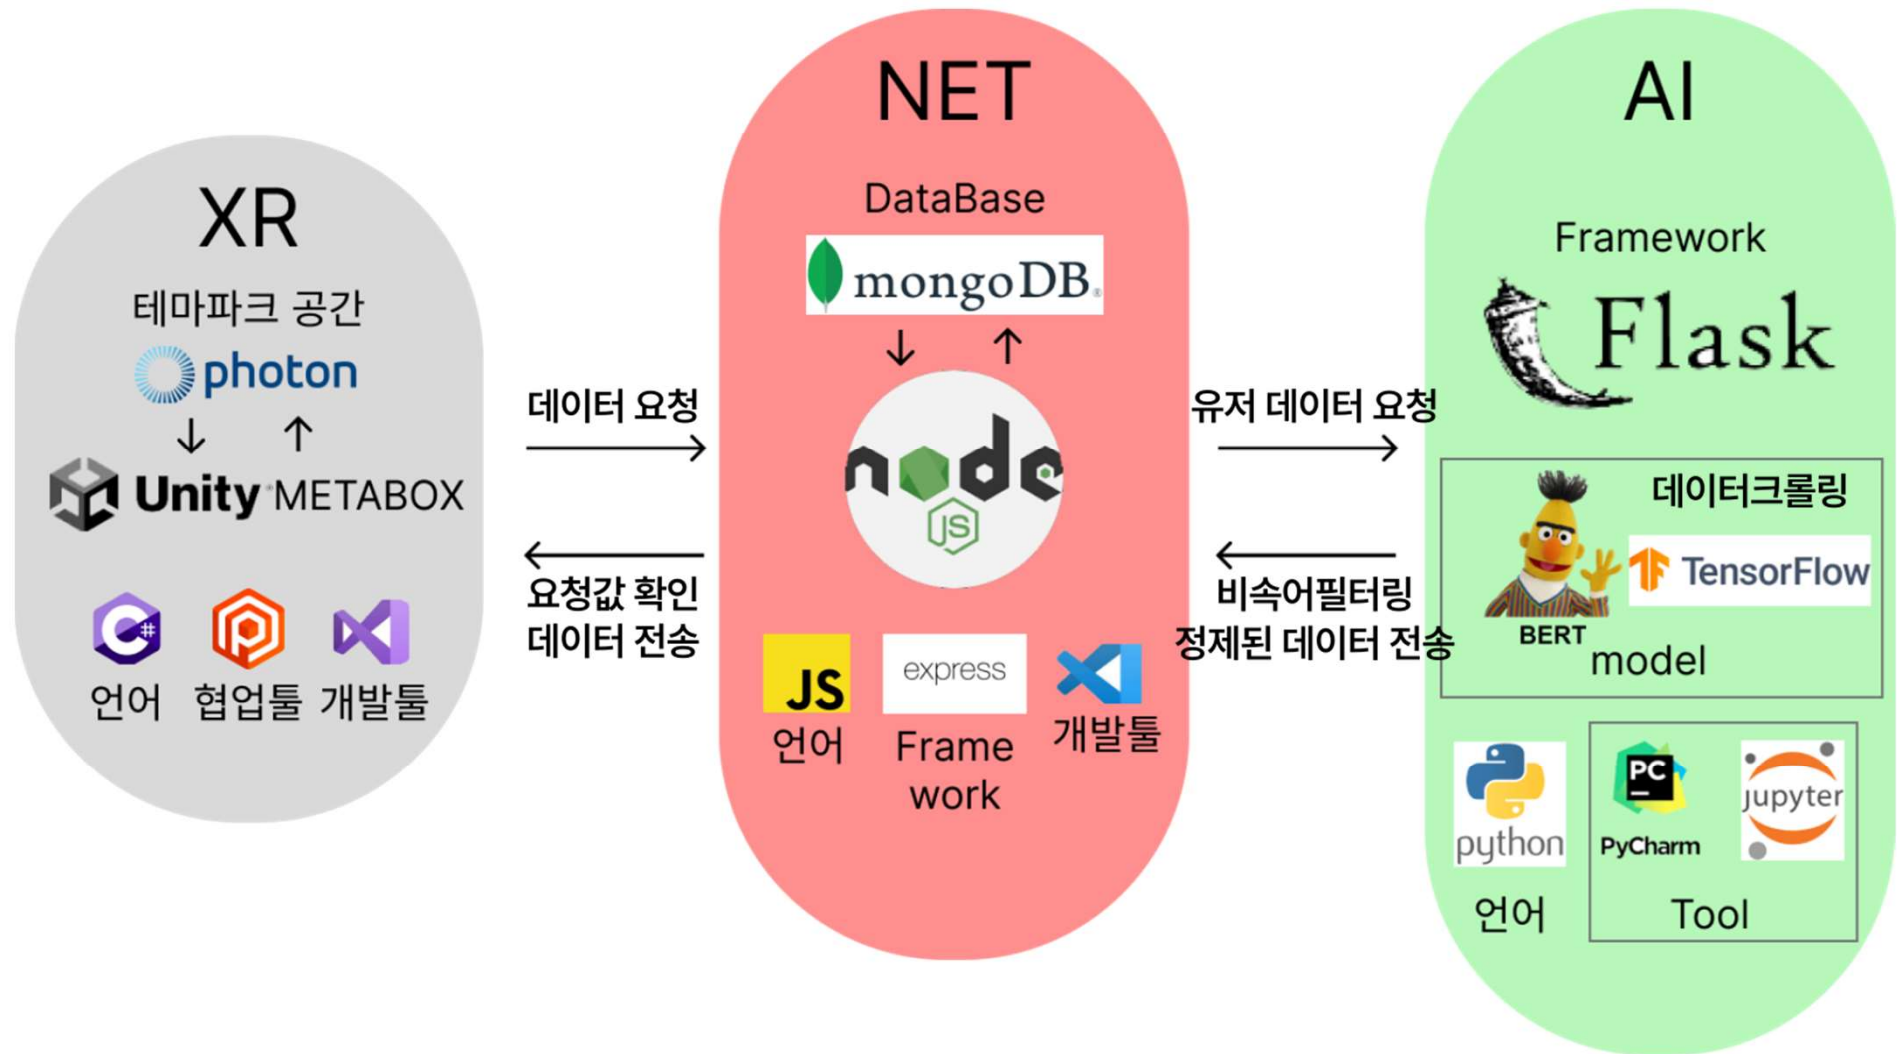 XR
테마파크 공간
photon
↓ ↑
Unity METABOX
C#
언어 협업툴 개발툴
데이터 요청
→
←
요청값 확인
데이터 전송
NET
DataBase
mongoDB®
↓ ↑
node
JS
JS express
언어 Frame 개발툴
work
유저 데이터 요청
→
←
비속어필터링
정제된 데이터 전송
AI
Framework
Flask
데이터크롤링
TensorFlow
BERT
model
python
언어
PC
PyCharm
jupyter
Tool